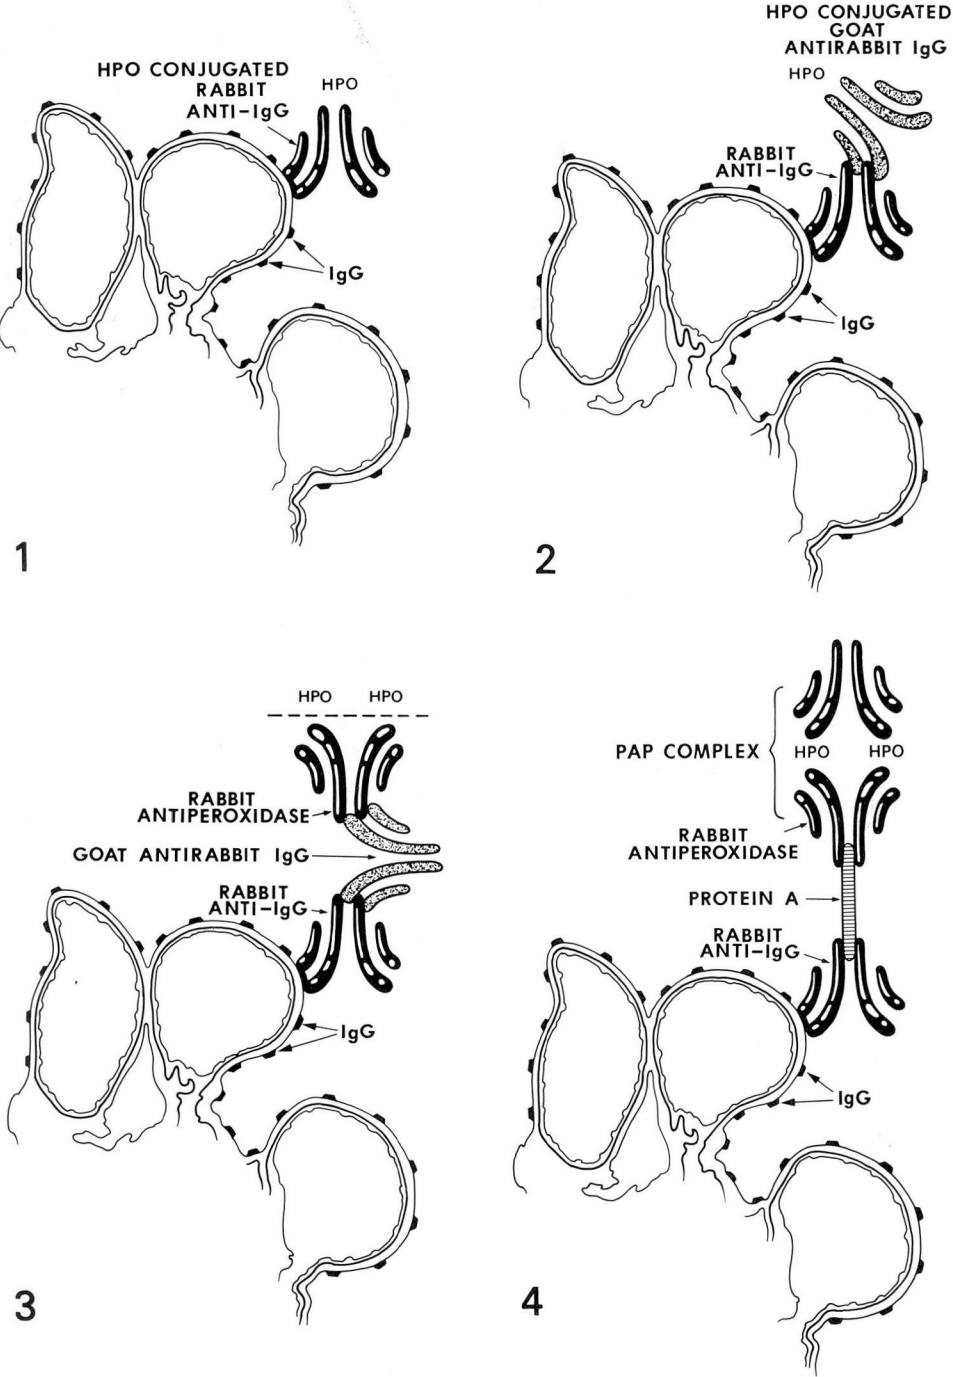 HPO CONJUGATED
RABBIT
ANTI-IgG
HPO
IgG
1
HPO CONJUGATED
GOAT
ANTIRABBIT IgG
HPO
RABBIT
ANTI-IgG
IgG
2
HPO HPO
RABBIT
ANTIPEROXIDASE
GOAT ANTIRABBIT IgG
RABBIT
ANTI-IgG
IgG
3
PAP COMPLEX
HPO HPO
RABBIT
ANTIPEROXIDASE
PROTEIN A
RABBIT
ANTI-IgG
IgG
4